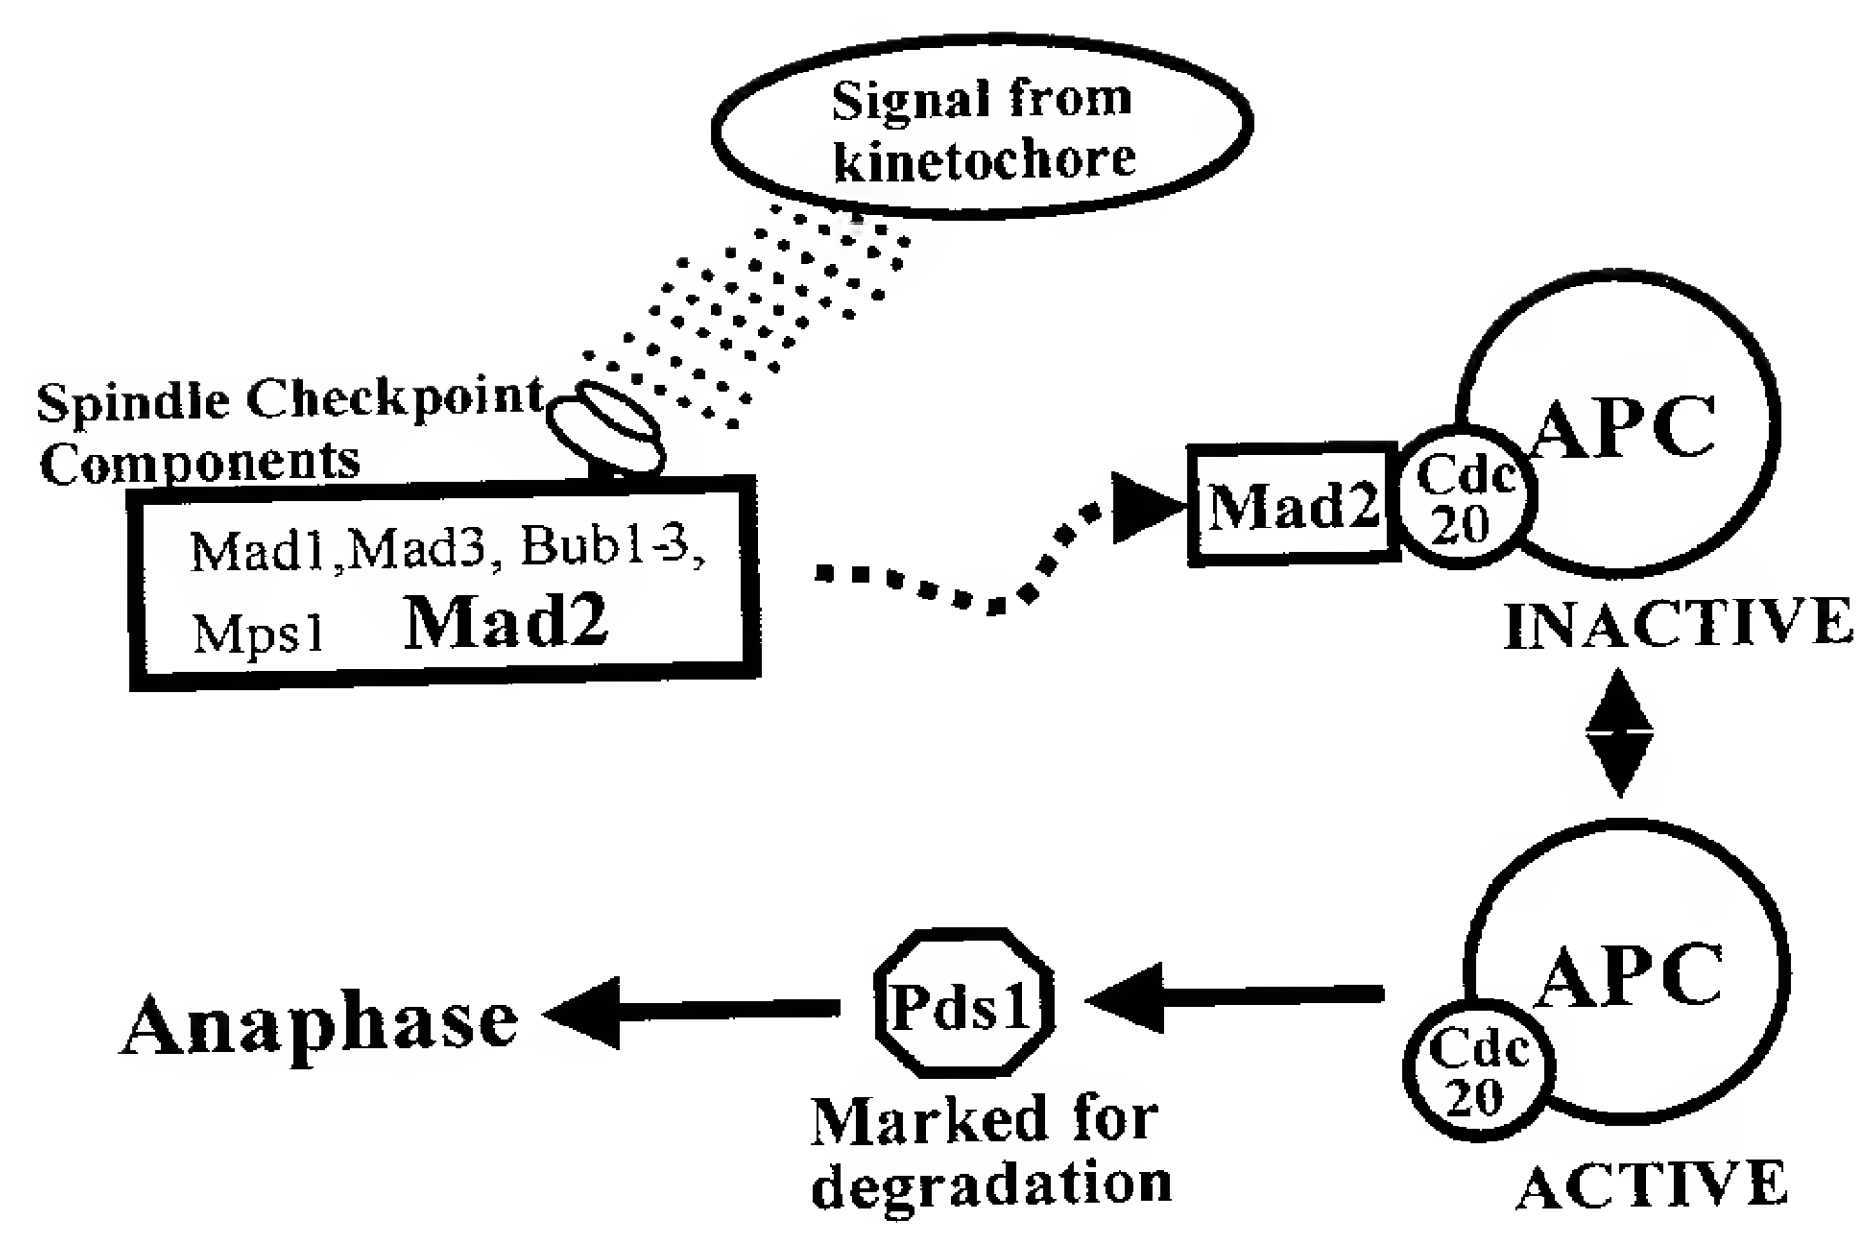 Signal from
kinetochore
Spindle Checkpoint
Components
Mad1,Mad3, Bub1-3,
Mps1 Mad2
Mad2
Cdc
20
APC
INACTIVE
APC
Cdc
20
ACTIVE
Pds1
Marked for
degradation
Anaphase